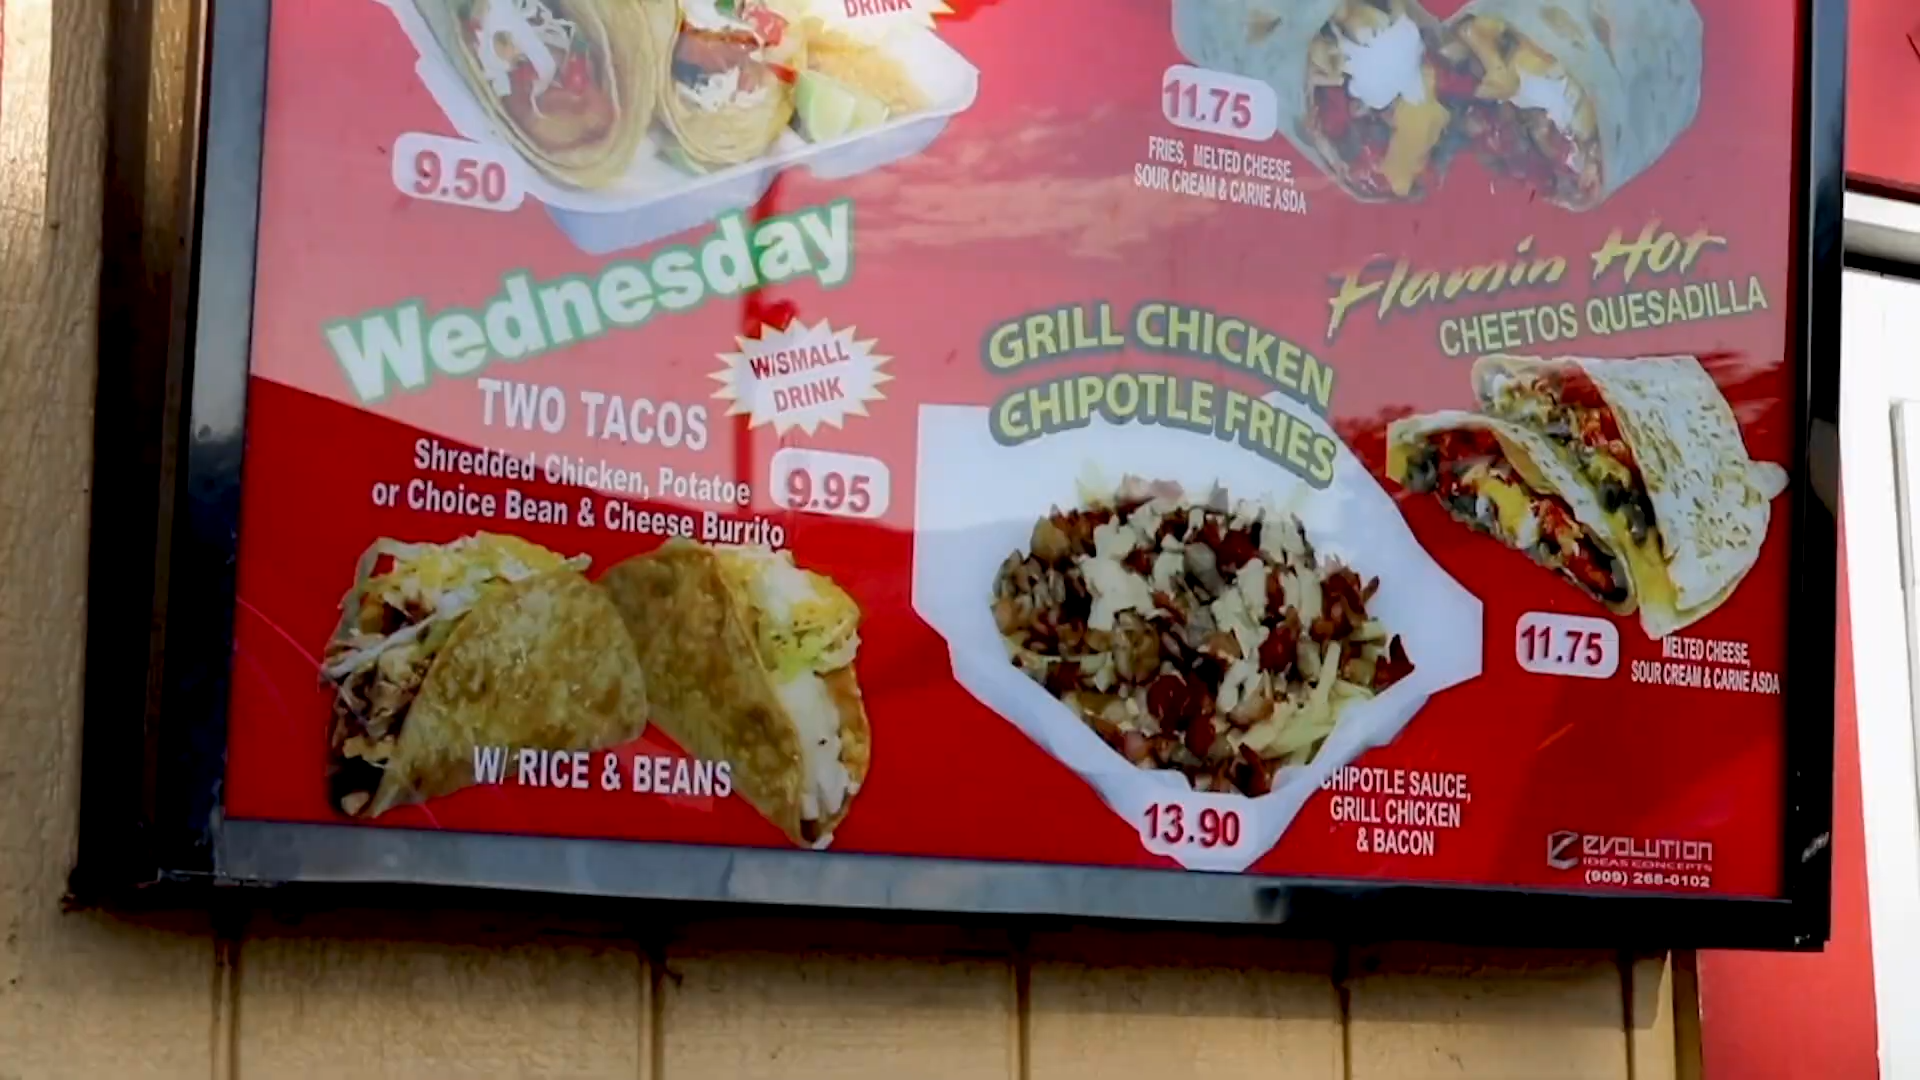 DRINK
9.50
Wednesday
W/SMALL
DRINK
TWO TACOS
Shredded Chicken, Potatoe
or Choice Bean & Cheese Burrito
9.95
W/ RICE & BEANS
11.75
FRIES, MELTED CHEESE,
SOUR CREAM & CARNE ASDA
Flamin Hot
CHEETOS QUESADILLA
11.75
MELTED CHEESE,
SOUR CREAM & CARNE ASDA
GRILL CHICKEN
CHIPOTLE FRIES
13.90
CHIPOTLE SAUCE,
GRILL CHICKEN
& BACON
EVOLUTION
IDEAS CONCEPTS
(909) 268-0102